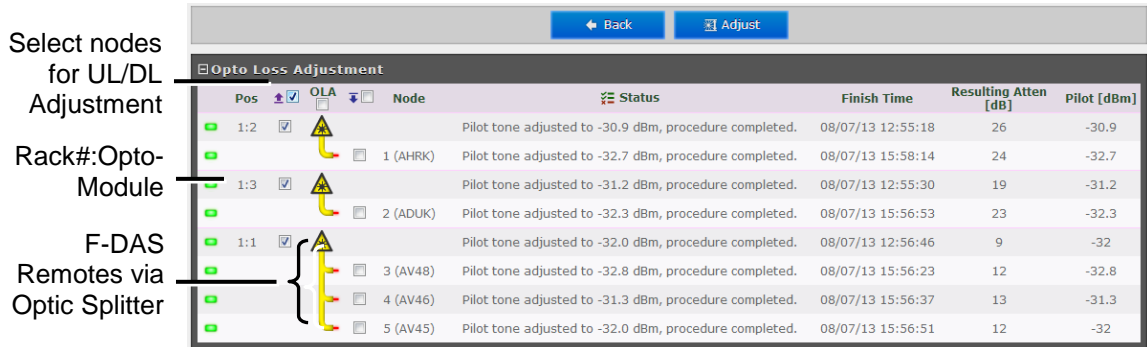 Back Adjust
Select nodes
for UL/DL
Adjustment
Opto Loss Adjustment
Pos OLA Node Status Finish Time Resulting Atten [dB] Pilot [dBm]
1:2 Pilot tone adjusted to -30.9 dBm, procedure completed. 08/07/13 12:55:18 26 -30.9
1 (AHRK) Pilot tone adjusted to -32.7 dBm, procedure completed. 08/07/13 15:58:14 24 -32.7
Rack#:Opto-
Module
1:3 Pilot tone adjusted to -31.2 dBm, procedure completed. 08/07/13 12:55:30 19 -31.2
2 (ADUK) Pilot tone adjusted to -32.3 dBm, procedure completed. 08/07/13 15:56:53 23 -32.3
F-DAS
Remotes via
Optic Splitter
1:1 Pilot tone adjusted to -32.0 dBm, procedure completed. 08/07/13 12:56:46 9 -32
3 (AV48) Pilot tone adjusted to -32.8 dBm, procedure completed. 08/07/13 15:56:23 12 -32.8
4 (AV46) Pilot tone adjusted to -31.3 dBm, procedure completed. 08/07/13 15:56:37 13 -31.3
5 (AV45) Pilot tone adjusted to -32.0 dBm, procedure completed. 08/07/13 15:56:51 12 -32